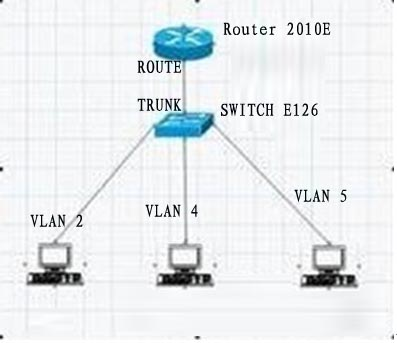 Router 2010E
ROUTE
TRUNK
SWITCH E126
VLAN 5
VLAN 4
VLAN 2